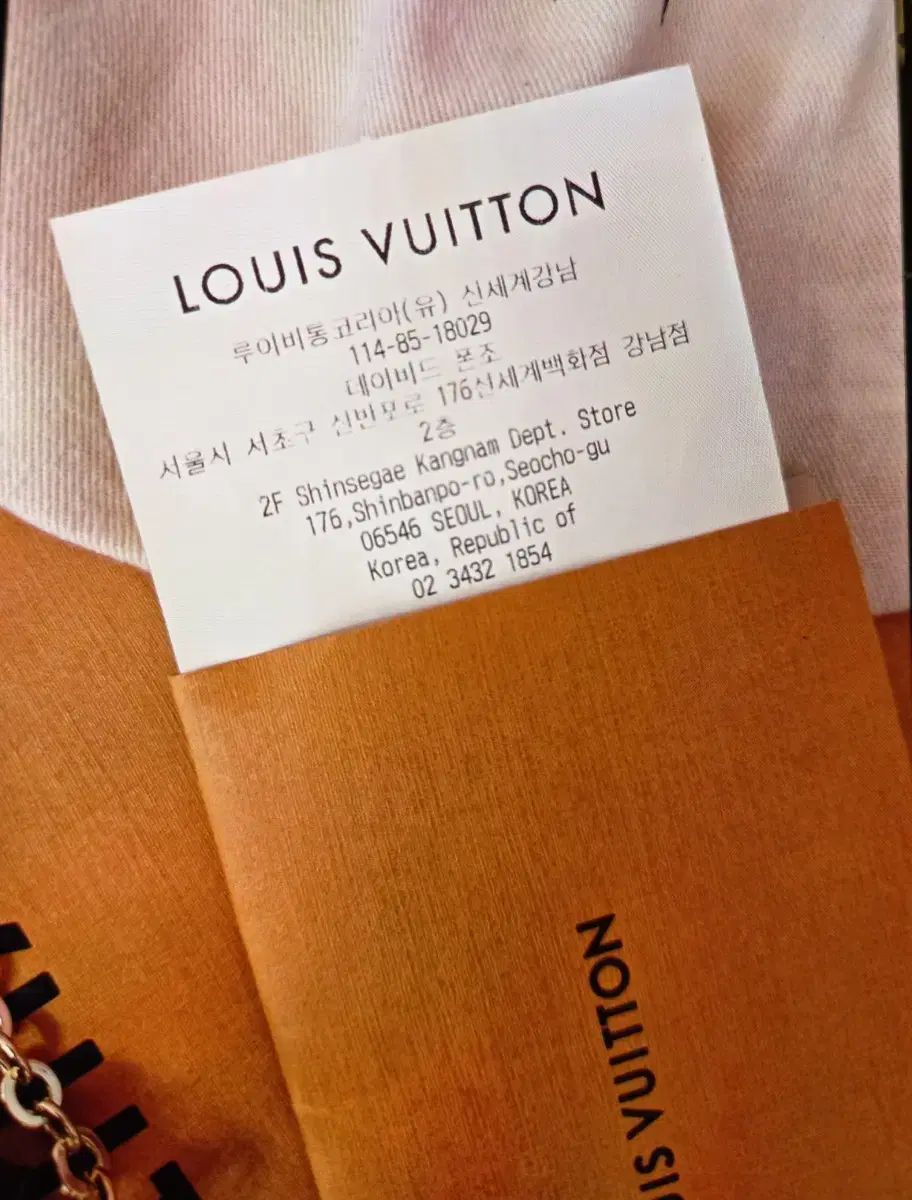 LOUIS VUITTON
루이비통코리아(유) 신세계강남
114-85-18029
데이비드 폰조
서울시 서초구 신반포로 176신세계백화점 강남점
2층
2F Shinsegae Kangnam Dept. Store
176,Shinbanpo-ro,Seocho-gu
06546 SEOUL, KOREA
Korea, Republic of
02 3432 1854
UIS VUITTON